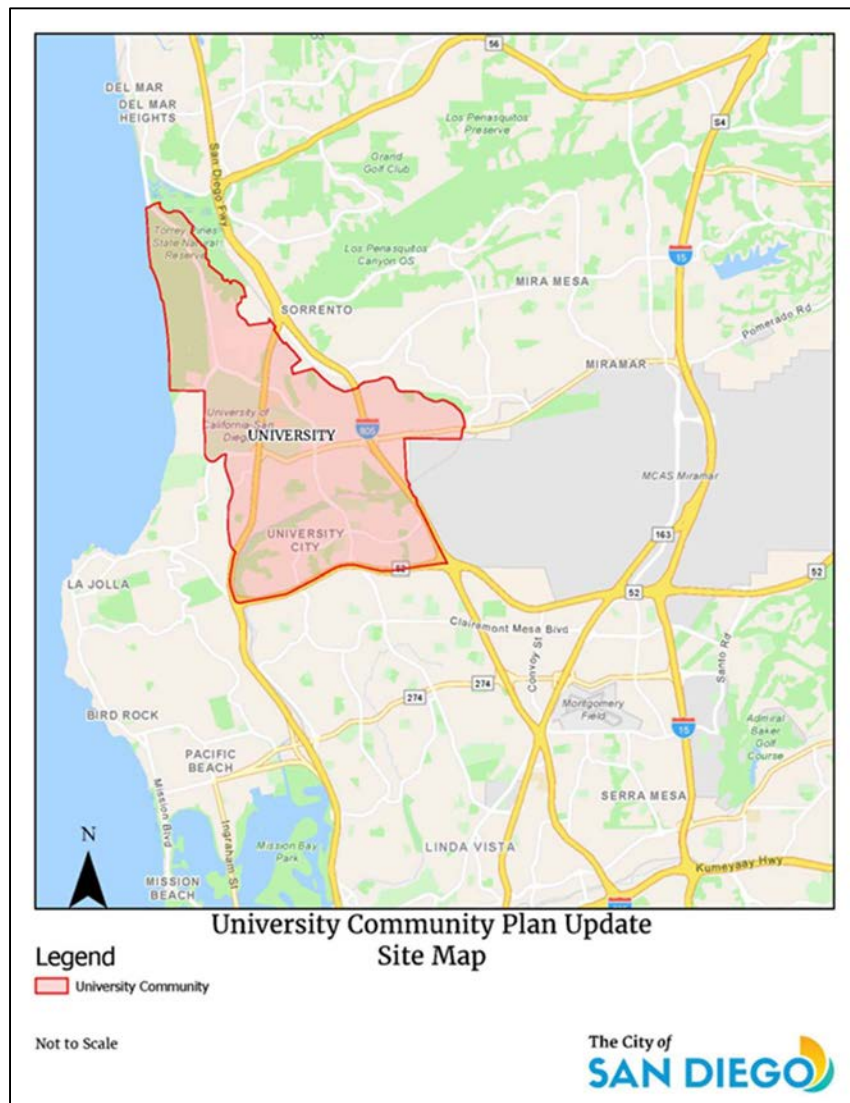 56
DEL MAR
DEL MAR
HEIGHTS
Los Penasquitos
Preserve
S4
Grand
Golf Club
San Diego Fwy
Torrey Pines
State Natural
Reserve
Los Penasquitos
Canyon OS
15
MIRA MESA
SORRENTO
Pomerado Rd
MIRAMAR
University of
California-San
Diego
UNIVERSITY
805
MCAS Miramar
163
UNIVERSITY
CITY
52
52
52
LA JOLLA
Clairemont Mesa Blvd
Convoy St
Santo Rd
274
274
Montgomery
Field
BIRD ROCK
15
Admiral
Baker
Golf
Course
PACIFIC
BEACH
Mission Blvd
Ingraham St
SERRA MESA
N
Mission Bay
Park
LINDA VISTA
Kumeyaay Hwy
MISSION
BEACH
University Community Plan Update
Site Map
Legend
University Community
Not to Scale
The City of
SAN DIEGO